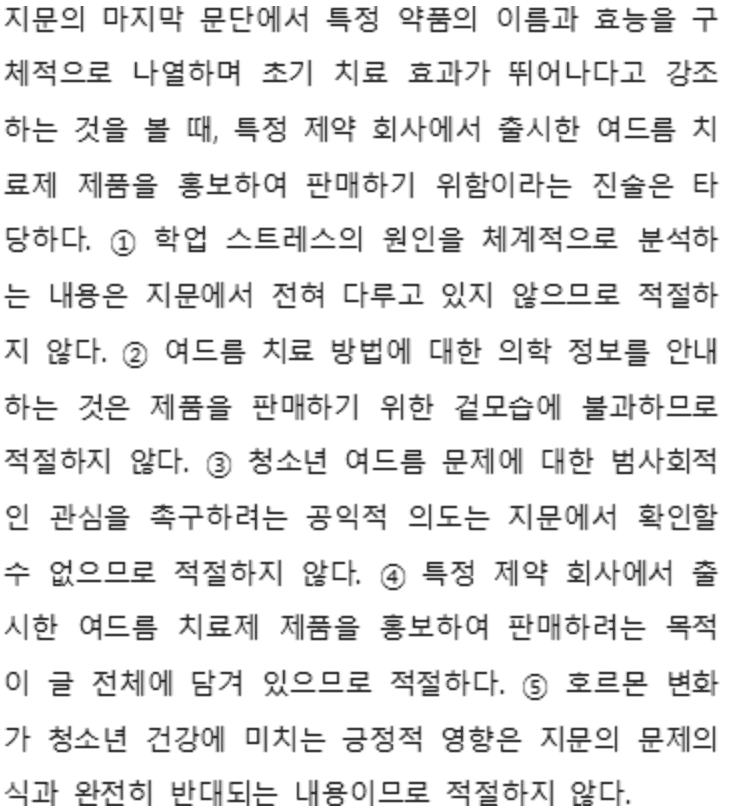 지문의 마지막 문단에서 특정 약품의 이름과 효능을 구
체적으로 나열하며 초기 치료 효과가 뛰어나다고 강조
하는 것을 볼 때, 특정 제약 회사에서 출시한 여드름 치
료제 제품을 홍보하여 판매하기 위함이라는 진술은 타
당하다. ① 학업 스트레스의 원인을 체계적으로 분석하
는 내용은 지문에서 전혀 다루고 있지 않으므로 적절하
지 않다. ② 여드름 치료 방법에 대한 의학 정보를 안내
하는 것은 제품을 판매하기 위한 겉모습에 불과하므로
적절하지 않다. ③ 청소년 여드름 문제에 대한 범사회적
인 관심을 촉구하려는 공익적 의도는 지문에서 확인할
수 없으므로 적절하지 않다. ④ 특정 제약 회사에서 출
시한 여드름 치료제 제품을 홍보하여 판매하려는 목적
이 글 전체에 담겨 있으므로 적절하다. ⑤ 호르몬 변화
가 청소년 건강에 미치는 긍정적 영향은 지문의 문제의
식과 완전히 반대되는 내용이므로 적절하지 않다.